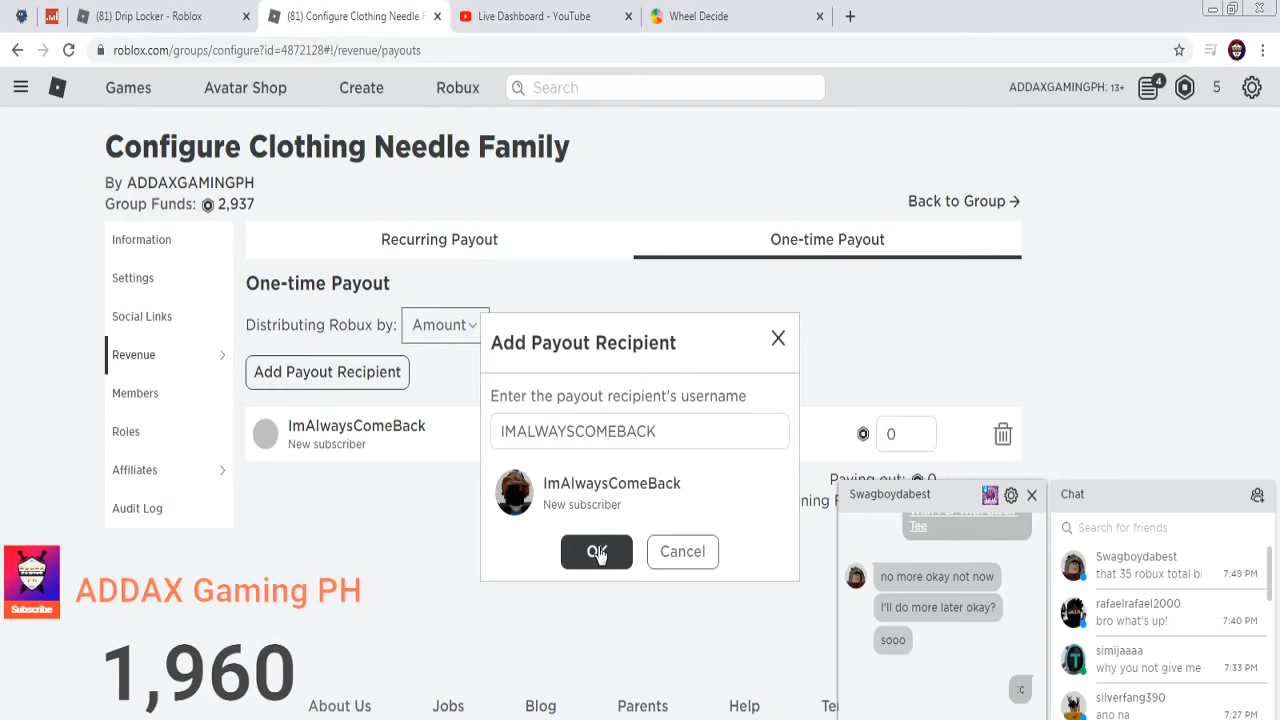 (81) Drip Locker - Roblox
(81) Configure Clothing Needle F
Live Dashboard - YouTube
Wheel Decide
roblox.com/groups/configure?id=4872128#!/revenue/payouts
Games
Avatar Shop
Create
Robux
Search
ADDAXGAMINGPH: 13+
4
5
Configure Clothing Needle Family
By ADDAXGAMINGPH
Group Funds: 2,937
Back to Group →
Information
Settings
Social Links
Revenue
Members
Roles
Affiliates
Audit Log
Recurring Payout
One-time Payout
One-time Payout
Distributing Robux by: Amount
Add Payout Recipient
ImAlwaysComeBack
New subscriber
0
Paying out: 0
Add Payout Recipient
Enter the payout recipient's username
IMALWAYSCOMEBACK
ImAlwaysComeBack
New subscriber
OK
Cancel
Swagboydabest
Tee
no more okay not now
I'll do more later okay?
sooo
:c
Chat
Search for friends
Swagboydabest
that 35 robux total b
7:49 PM
rafaelrafael2000
bro what's up!
7:40 PM
simijaaaa
why you not give me
7:33 PM
silverfang390
ano na
7:27 PM
Subscribe
ADDAX Gaming PH
1,960
About Us
Jobs
Blog
Parents
Help